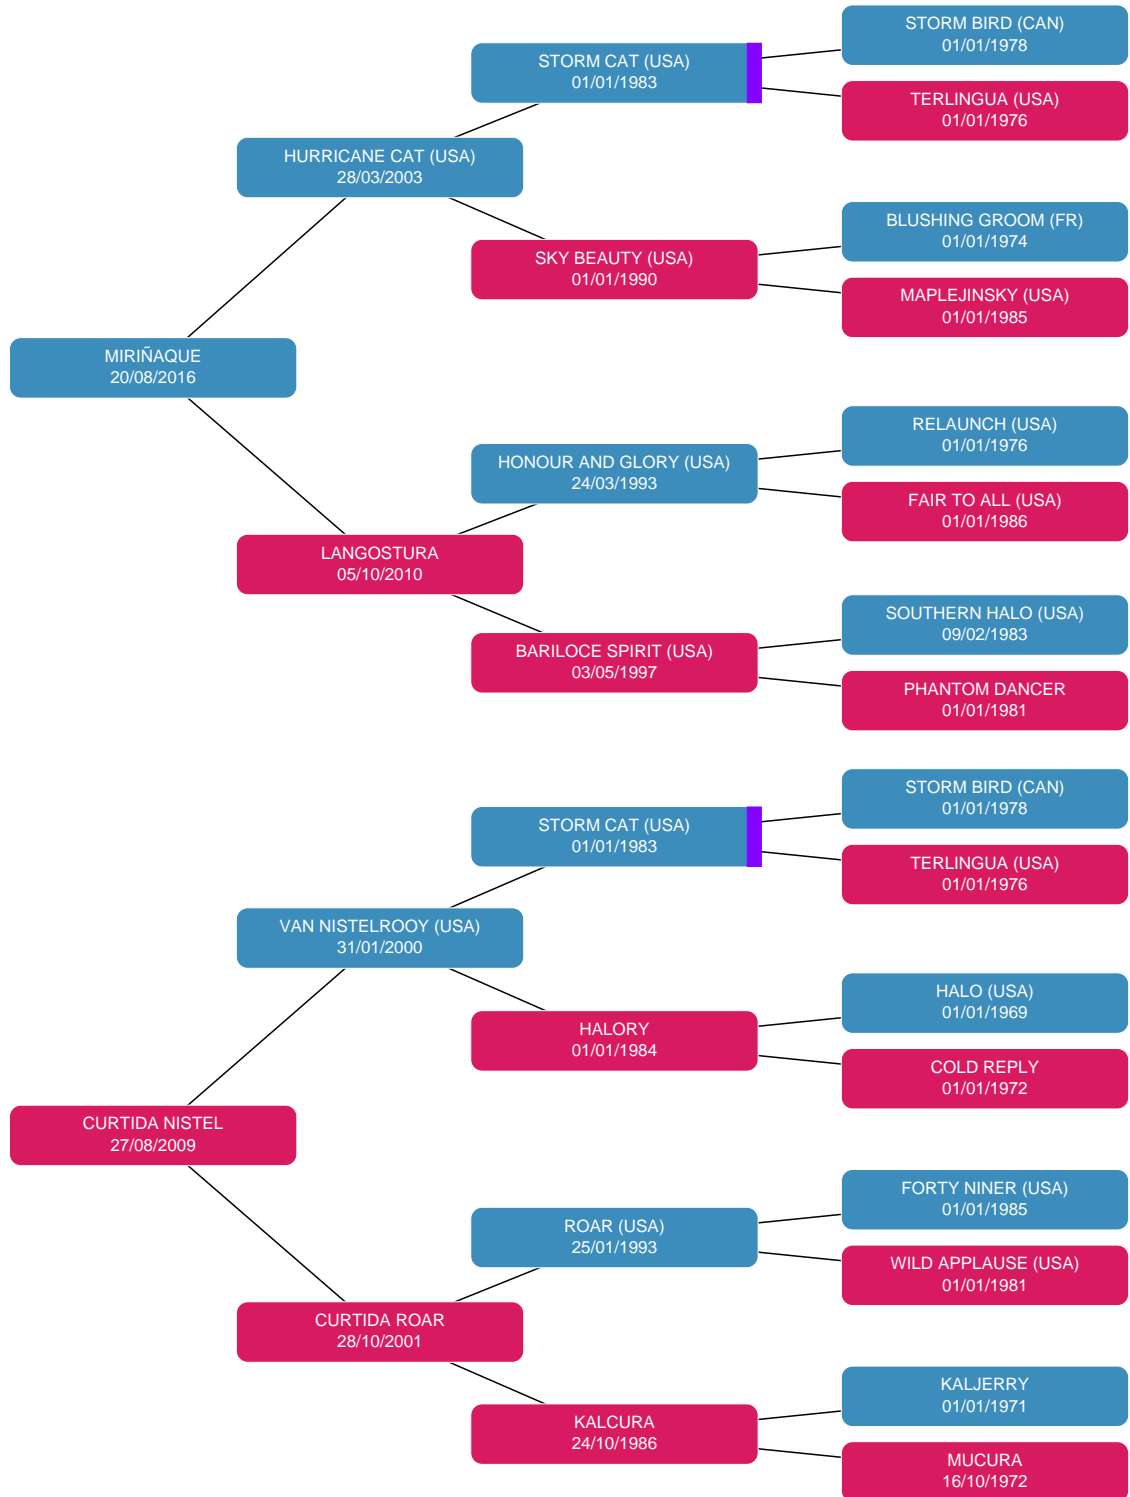 STORM BIRD (CAN)
01/01/1978
STORM CAT (USA)
01/01/1983
TERLINGUA (USA)
01/01/1976
HURRICANE CAT (USA)
28/03/2003
BLUSHING GROOM (FR)
01/01/1974
SKY BEAUTY (USA)
01/01/1990
MAPLEJINSKY (USA)
01/01/1985
MIRIÑAQUE
20/08/2016
RELAUNCH (USA)
01/01/1976
HONOUR AND GLORY (USA)
24/03/1993
FAIR TO ALL (USA)
01/01/1986
LANGOSTURA
05/10/2010
SOUTHERN HALO (USA)
09/02/1983
BARILOCE SPIRIT (USA)
03/05/1997
PHANTOM DANCER
01/01/1981
STORM BIRD (CAN)
01/01/1978
STORM CAT (USA)
01/01/1983
TERLINGUA (USA)
01/01/1976
VAN NISTELROOY (USA)
31/01/2000
HALO (USA)
01/01/1969
HALORY
01/01/1984
COLD REPLY
01/01/1972
CURTIDA NISTEL
27/08/2009
FORTY NINER (USA)
01/01/1985
ROAR (USA)
25/01/1993
WILD APPLAUSE (USA)
01/01/1981
CURTIDA ROAR
28/10/2001
KALJERRY
01/01/1971
KALCURA
24/10/1986
MUCURA
16/10/1972